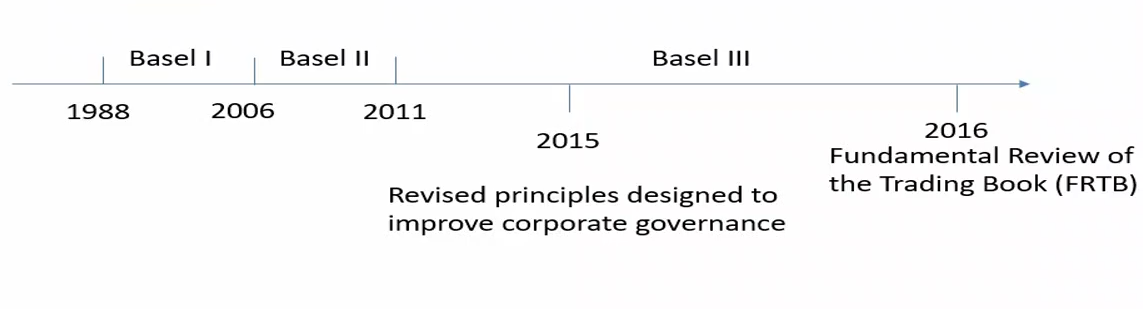 Basel I
Basel II
Basel III
1988
2006
2011
2015
2016
Fundamental Review of
the Trading Book (FRTB)
Revised principles designed to
improve corporate governance